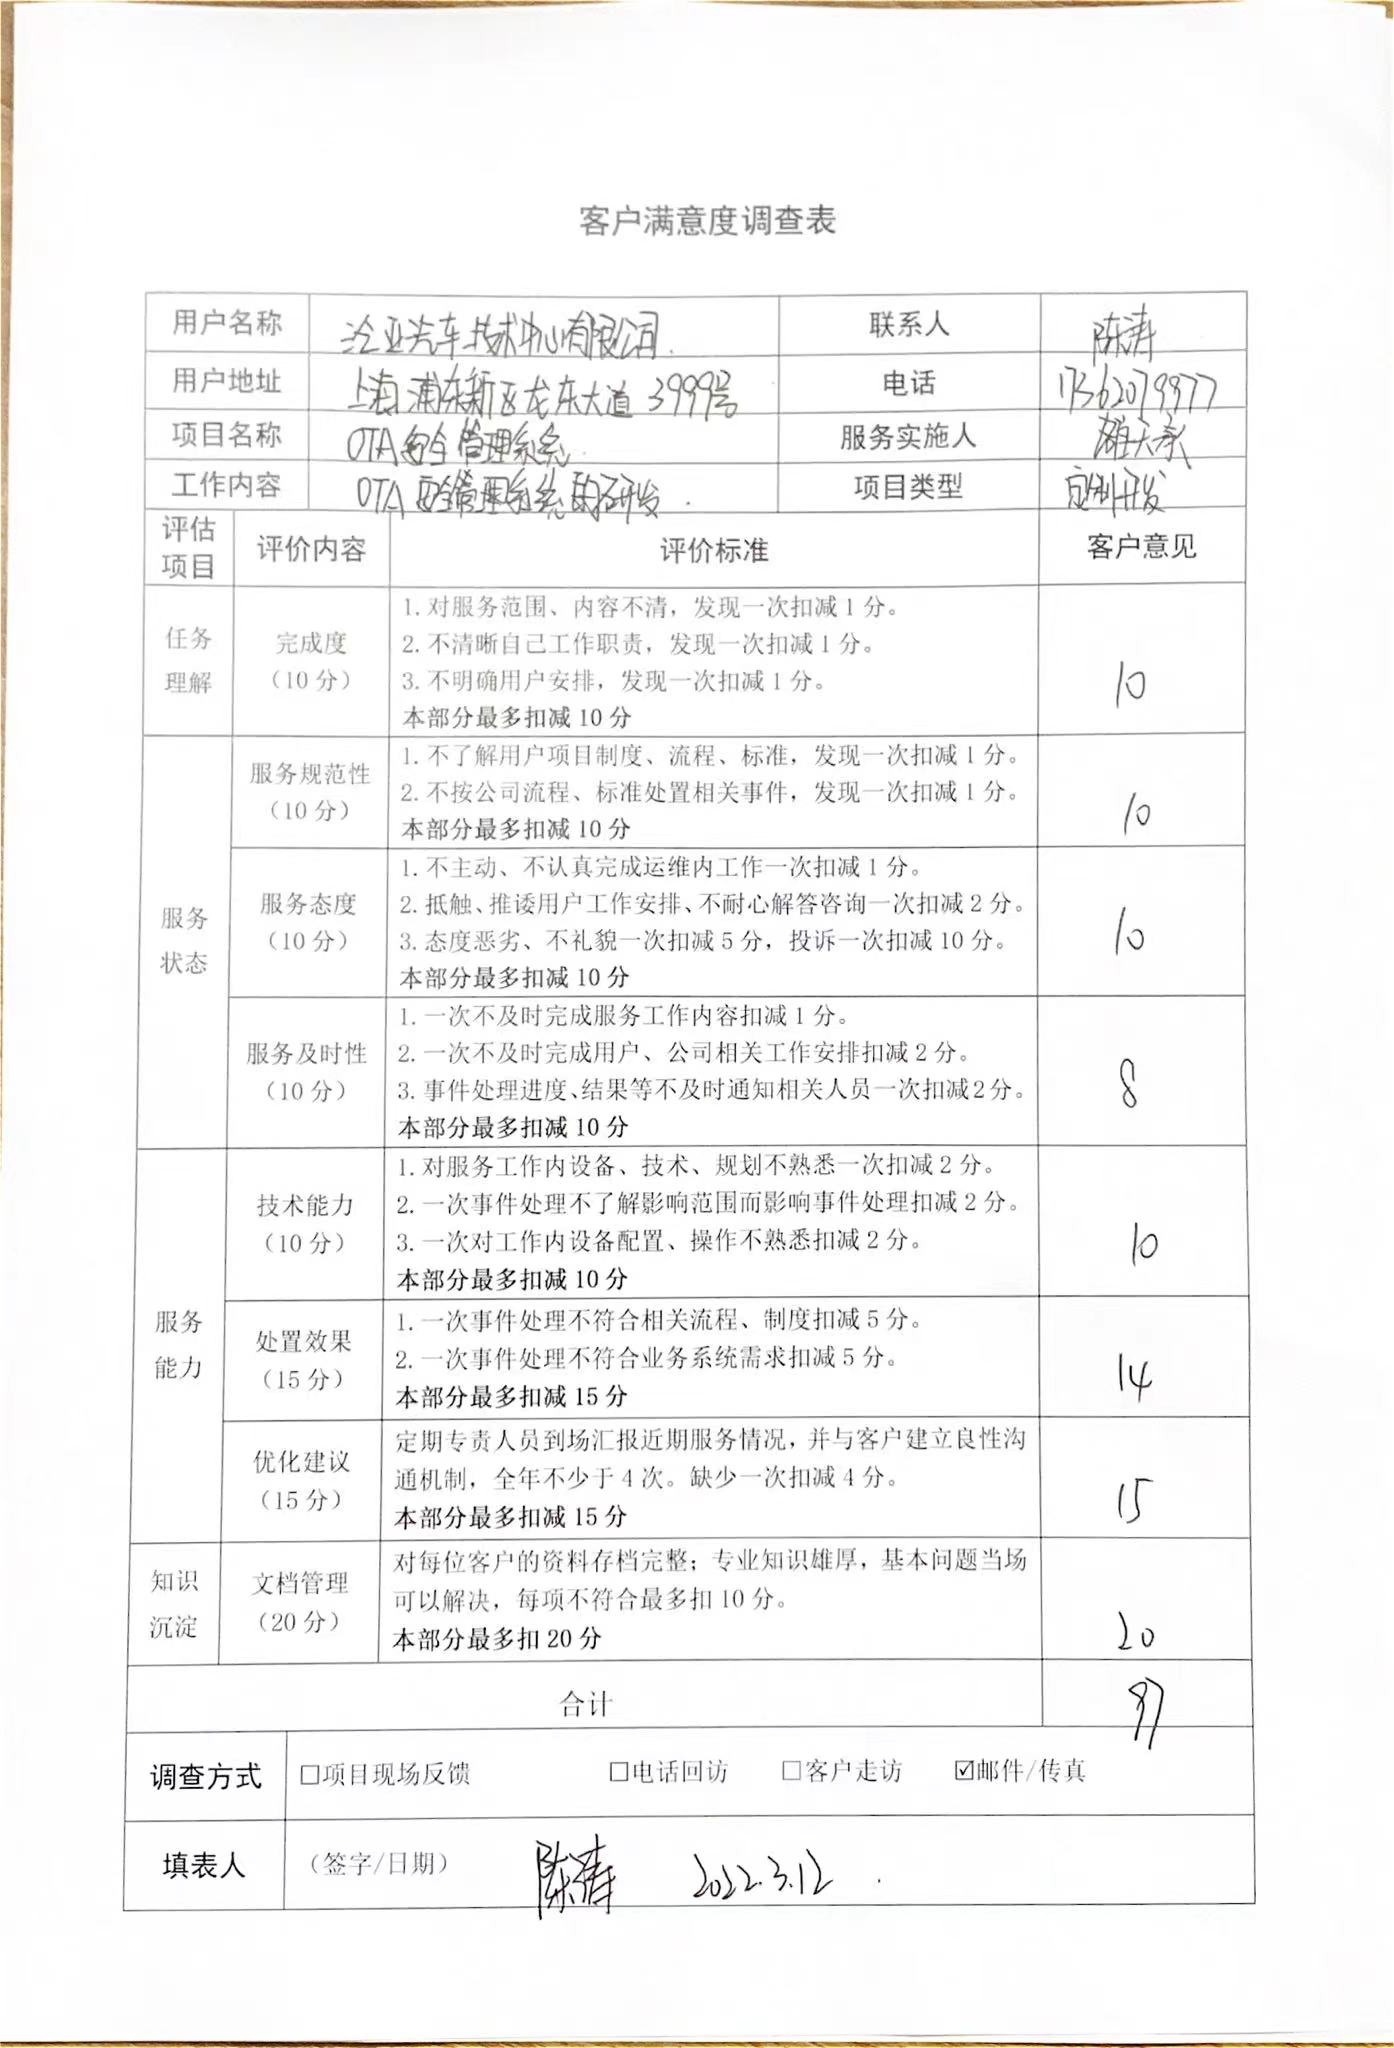 客户满意度调查表
用户名称 泛亚汽车技术中心有限公司. 联系人 陈涛
用户地址 上海浦东新区龙东大道3999号 电话 17362079977
项目名称 OTA安全管理系统. 服务实施人
工作内容 OTA安全管理系统的研发. 项目类型 定制开发
评估项目 评价内容 评价标准 客户意见
任务理解 完成度（10分） 10
1. 对服务范围、内容不清，发现一次扣减1分。
2. 不清晰自己工作职责，发现一次扣减1分。
3. 不明确用户安排，发现一次扣减1分。
本部分最多扣减10分
服务状态 服务规范性（10分） 10
1. 不了解用户项目制度、流程、标准，发现一次扣减1分。
2. 不按公司流程、标准处置相关事件，发现一次扣减1分。
本部分最多扣减10分
服务态度（10分） 10
1. 不主动、不认真完成运维内工作一次扣减1分。
2. 抵触、推诿用户工作安排、不耐心解答咨询一次扣减2分。
3. 态度恶劣、不礼貌一次扣减5分，投诉一次扣减10分。
本部分最多扣减10分
服务及时性（10分） 8
1. 一次不及时完成服务工作内容扣减1分。
2. 一次不及时完成用户、公司相关工作安排扣减2分。
3. 事件处理进度、结果等不及时通知相关人员一次扣减2分。
本部分最多扣减10分
服务能力 技术能力（10分） 10
1. 对服务工作内设备、技术、规划不熟悉一次扣减2分。
2. 一次事件处理不了解影响范围而影响事件处理扣减2分。
3. 一次对工作内设备配置、操作不熟悉扣减2分。
本部分最多扣减10分
处置效果（15分） 14
1. 一次事件处理不符合相关流程、制度扣减5分。
2. 一次事件处理不符合业务系统需求扣减5分。
本部分最多扣减15分
优化建议（15分） 15
定期专责人员到场汇报近期服务情况，并与客户建立良性沟
通机制，全年不少于4次。缺少一次扣减4分。
本部分最多扣减15分
知识沉淀 文档管理（20分） 20
对每位客户的资料存档完整；专业知识雄厚，基本问题当场
可以解决，每项不符合最多扣10分。
本部分最多扣20分
合计 97
调查方式 □项目现场反馈 □电话回访 □客户走访 ☑邮件/传真
填表人 （签字/日期） 陈涛 2022.3.12.